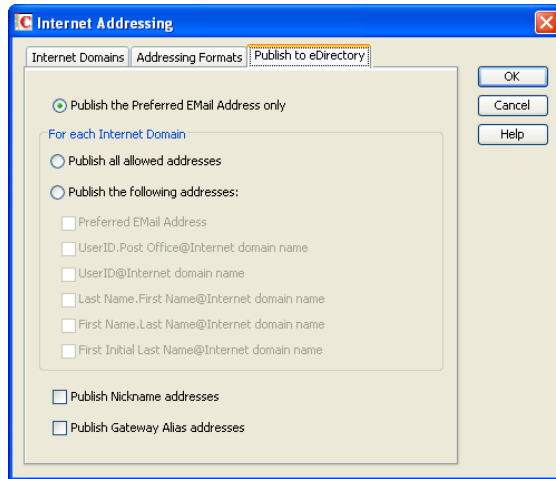 Internet Addressing
Internet Domains Addressing Formats Publish to eDirectory
OK
Cancel
Help
Publish the Preferred EMail Address only
For each Internet Domain
Publish all allowed addresses
Publish the following addresses:
Preferred EMail Address
UserID.Post Office@Internet domain name
UserID@Internet domain name
Last Name.First Name@Internet domain name
First Name.Last Name@Internet domain name
First Initial Last Name@Internet domain name
Publish Nickname addresses
Publish Gateway Alias addresses